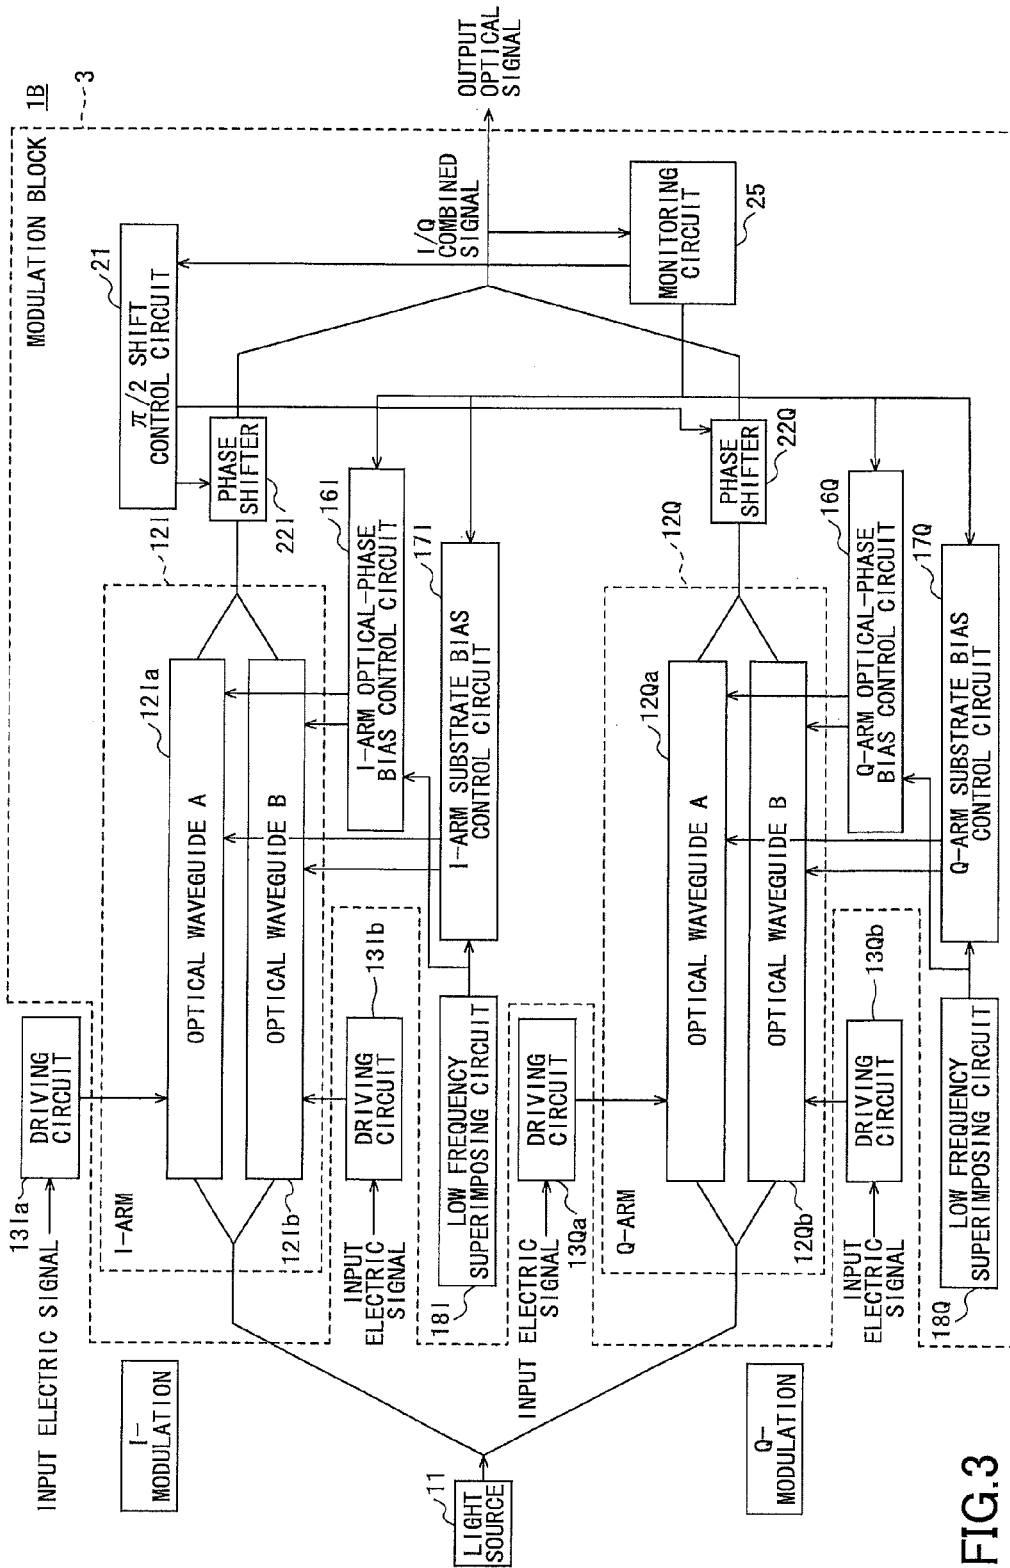 MODULATION BLOCK
1B
3
21
π/2 SHIFT
CONTROL CIRCUIT
I/Q
COMBINED
SIGNAL
OUTPUT
OPTICAL
SIGNAL
MONITORING
CIRCUIT
25
PHASE
SHIFTER
22I
PHASE
SHIFTER
22Q
INPUT ELECTRIC SIGNAL
13Ia
DRIVING
CIRCUIT
I-ARM
12I
12Ia
OPTICAL WAVEGUIDE A
OPTICAL WAVEGUIDE B
12Ib
I-
MODULATION
INPUT
ELECTRIC
SIGNAL
DRIVING
CIRCUIT
13Ib
16I
I-ARM OPTICAL-PHASE
BIAS CONTROL CIRCUIT
17I
I-ARM SUBSTRATE BIAS
CONTROL CIRCUIT
LOW FREQUENCY
SUPERIMPOSING CIRCUIT
18I
11
LIGHT
SOURCE
INPUT ELECTRIC
SIGNAL
DRIVING
CIRCUIT
13Qa
Q-ARM
12Q
12Qa
OPTICAL WAVEGUIDE A
OPTICAL WAVEGUIDE B
12Qb
Q-
MODULATION
INPUT
ELECTRIC
SIGNAL
DRIVING
CIRCUIT
13Qb
16Q
Q-ARM OPTICAL-PHASE
BIAS CONTROL CIRCUIT
17Q
Q-ARM SUBSTRATE BIAS
CONTROL CIRCUIT
LOW FREQUENCY
SUPERIMPOSING CIRCUIT
18Q
FIG.3